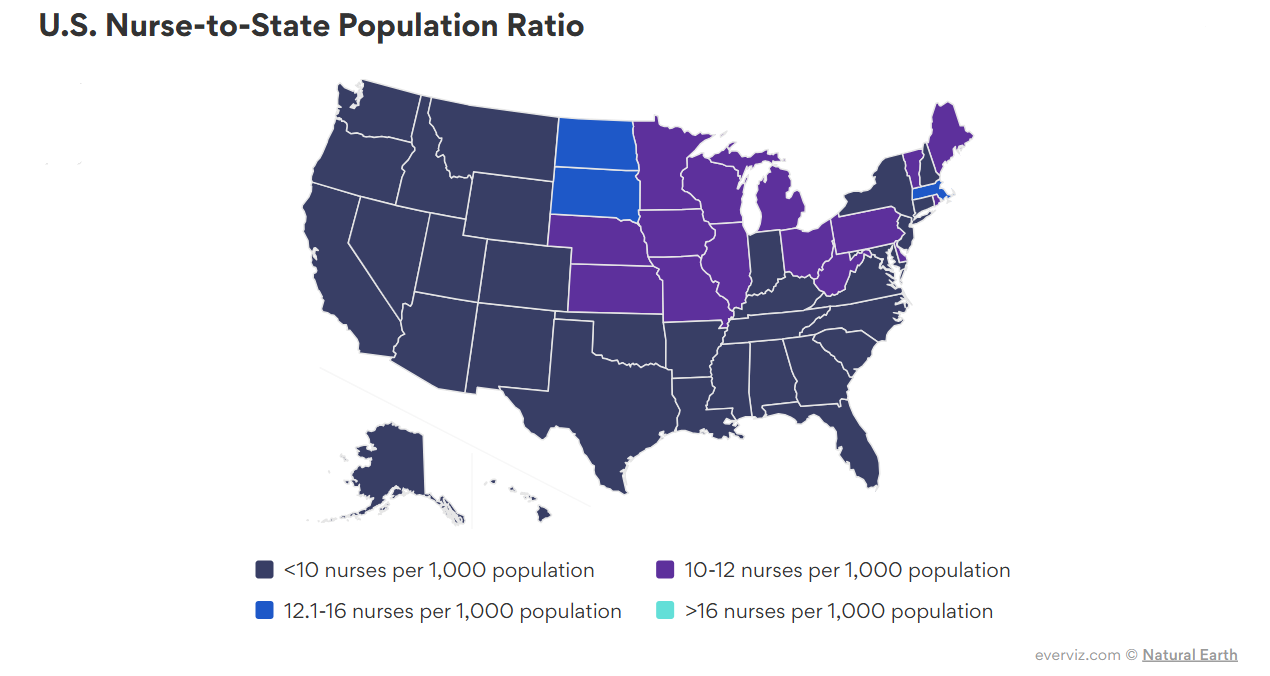 U.S. Nurse-to-State Population Ratio
<10 nurses per 1,000 population
10-12 nurses per 1,000 population
12.1-16 nurses per 1,000 population
>16 nurses per 1,000 population
everviz.com © Natural Earth